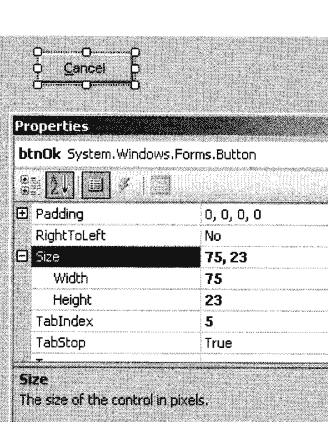 Cancel
Properties
btnOk System.Windows.Forms.Button
Padding 0, 0, 0, 0
RightToLeft No
Size 75, 23
Width 75
Height 23
TabIndex 5
TabStop True
Size
The size of the control in pixels.